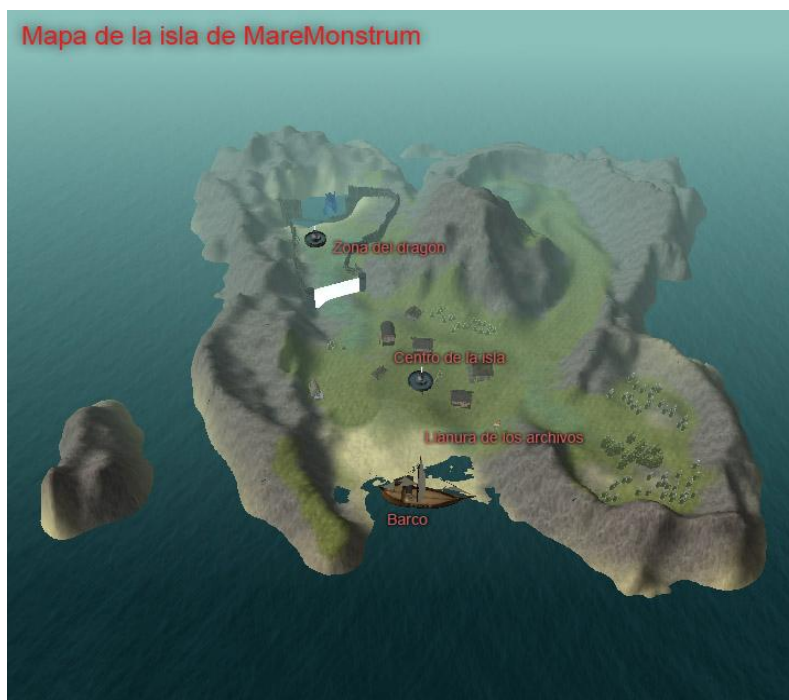 Mapa de la isla de MareMonstrum
Zona del dragon
Centro de la isla
Llanura de los archivos
Barco